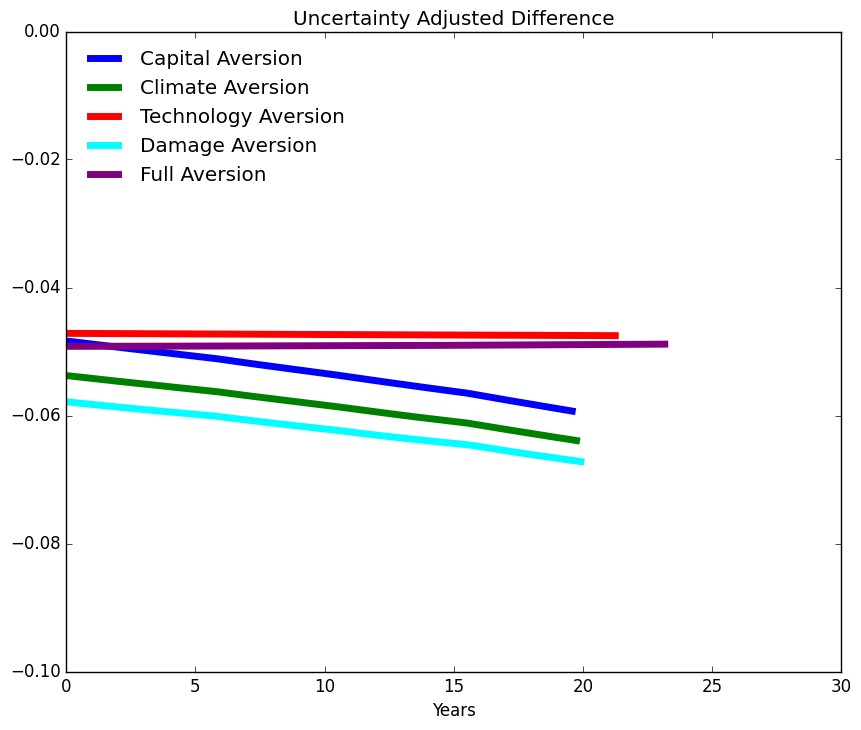 Uncertainty Adjusted Difference
0.00
Capital Aversion
Climate Aversion
Technology Aversion
Damage Aversion
Full Aversion
−0.02
−0.04
−0.06
−0.08
−0.10
0 5 10 15 20 25 30
Years